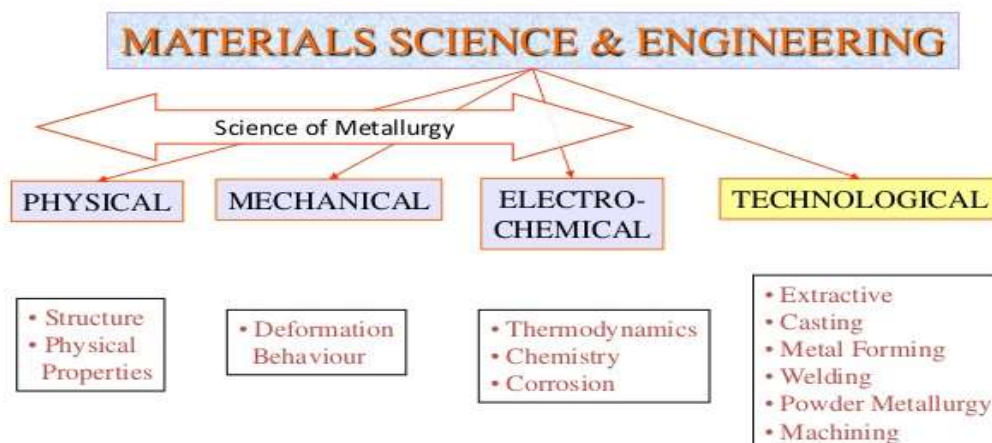 MATERIALS SCIENCE & ENGINEERING
Science of Metallurgy
PHYSICAL
MECHANICAL
ELECTRO-
CHEMICAL
TECHNOLOGICAL
• Structure
• Physical
Properties
• Deformation
Behaviour
• Thermodynamics
• Chemistry
• Corrosion
• Extractive
• Casting
• Metal Forming
• Welding
• Powder Metallurgy
• Machining